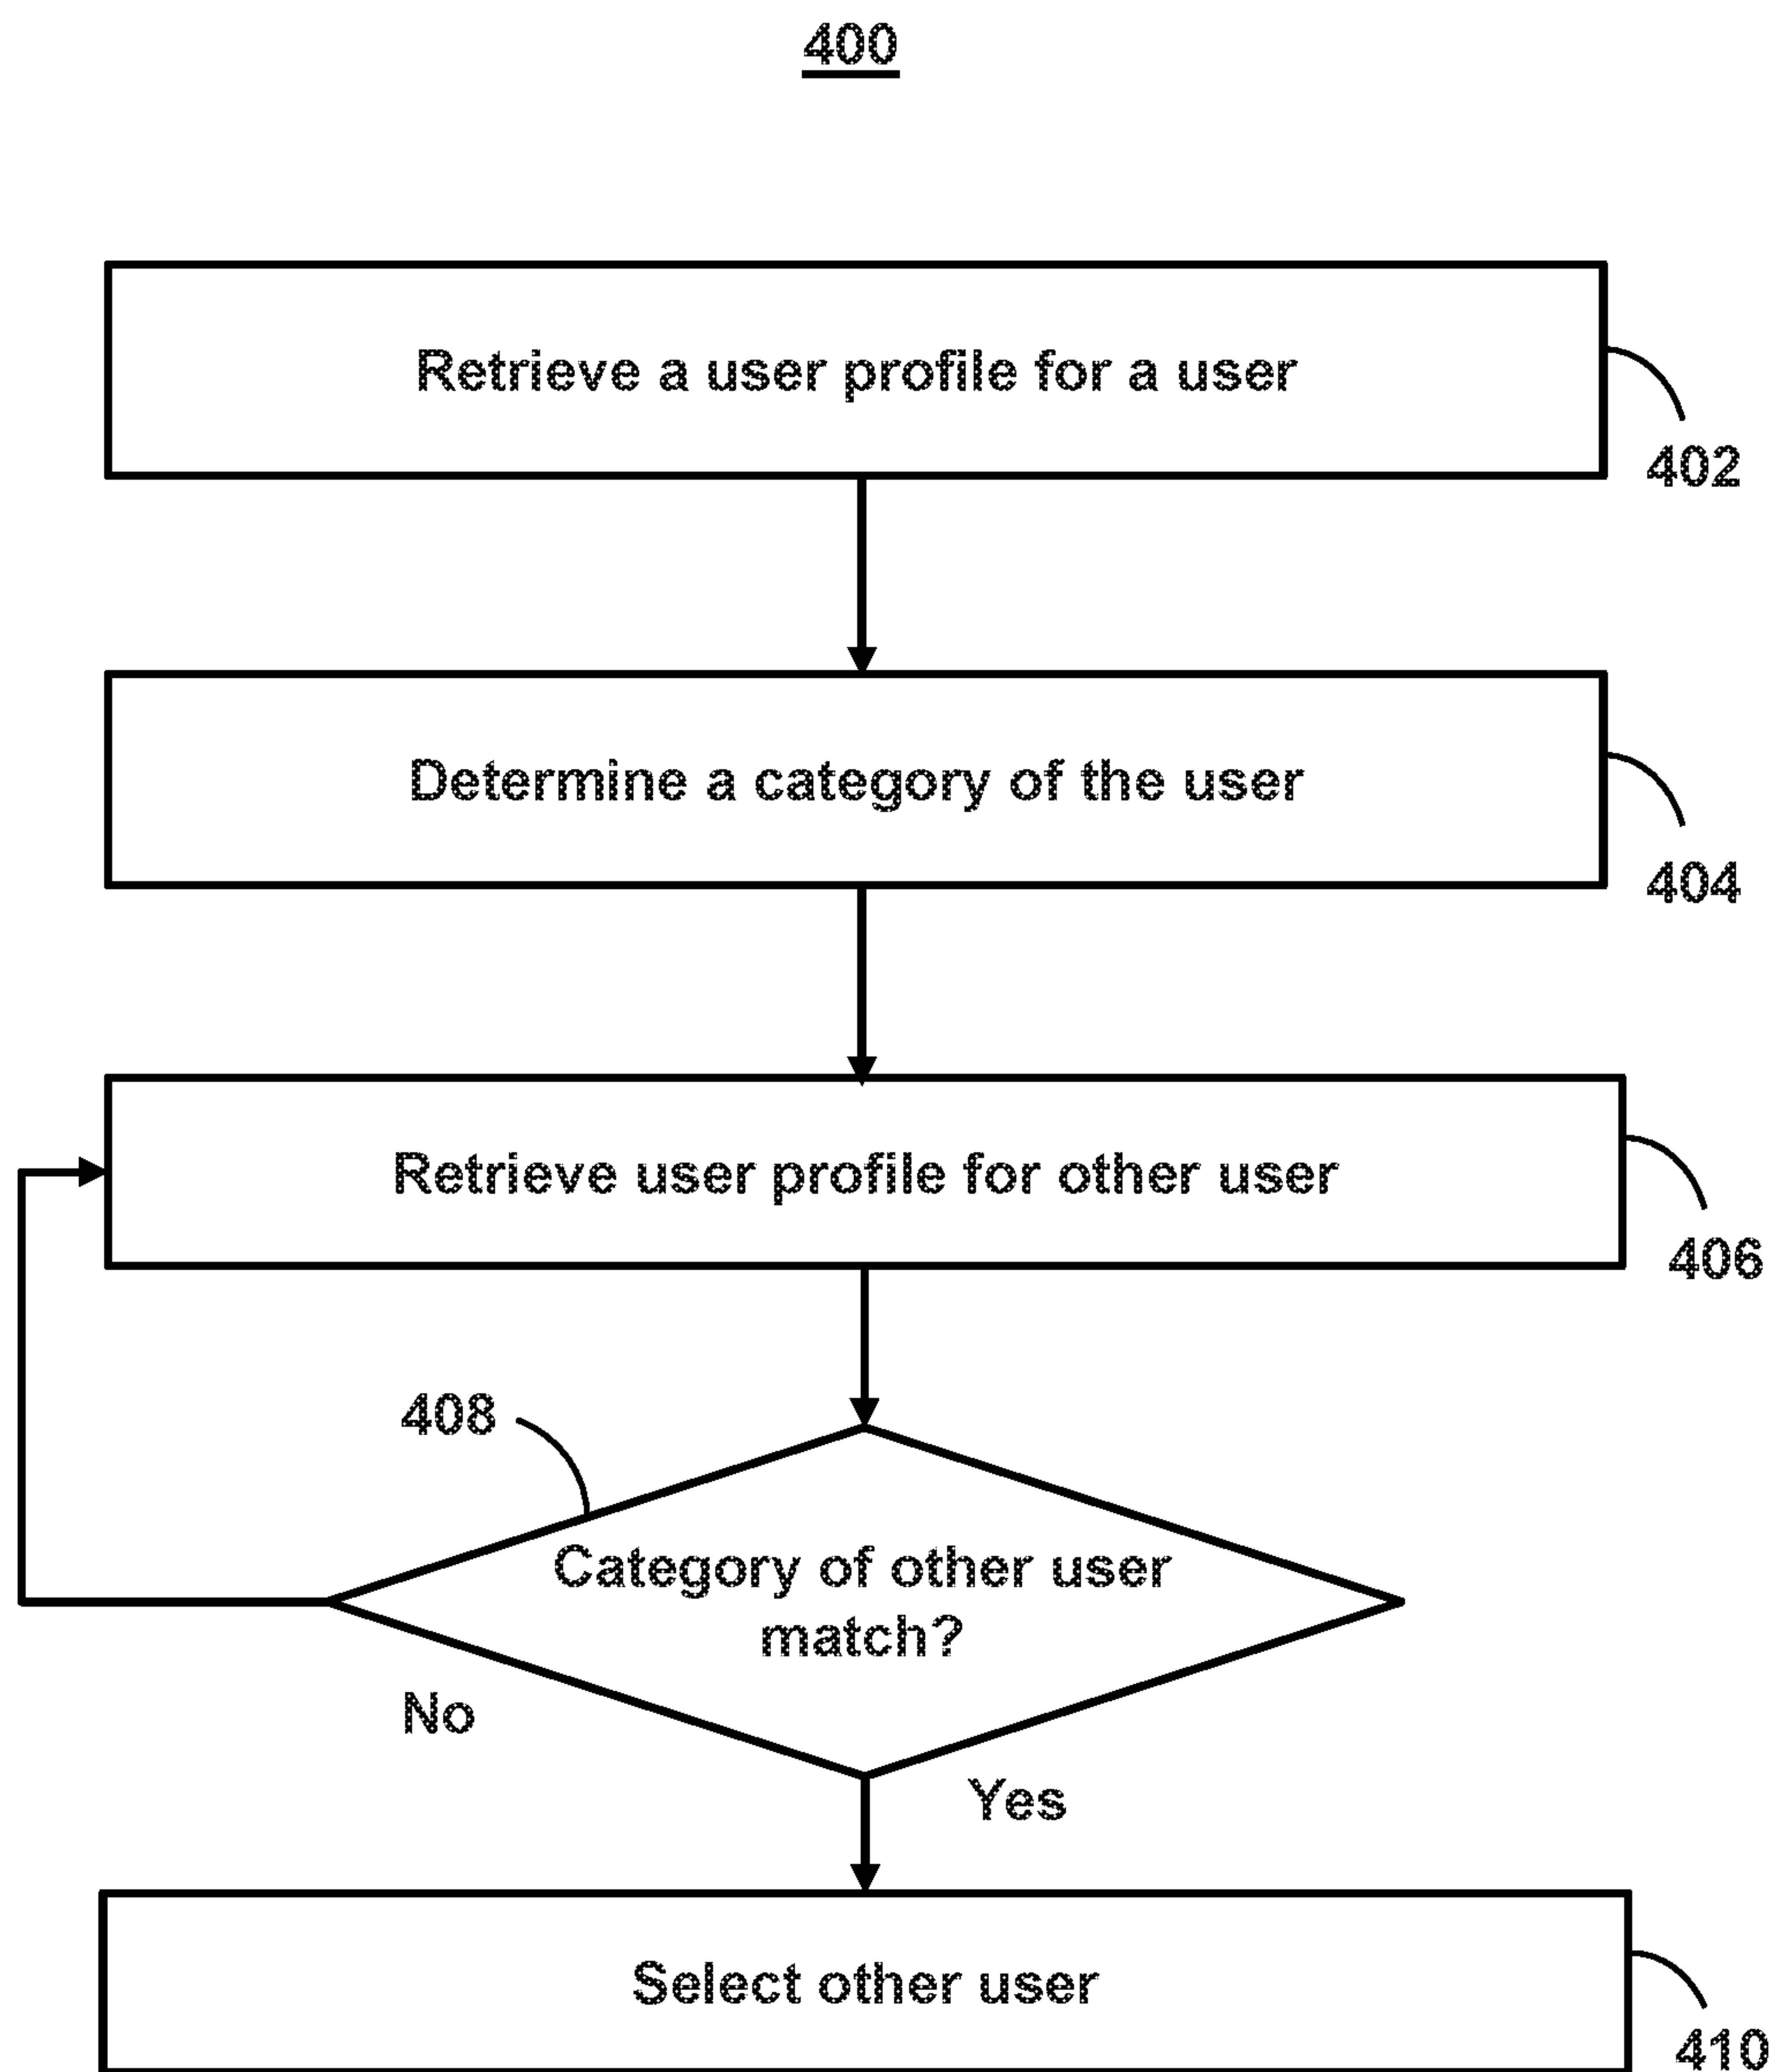 400
Retrieve a user profile for a user
402
Determine a category of the user
404
Retrieve user profile for other user
406
408
Category of other user
match?
No
Yes
Select other user
410